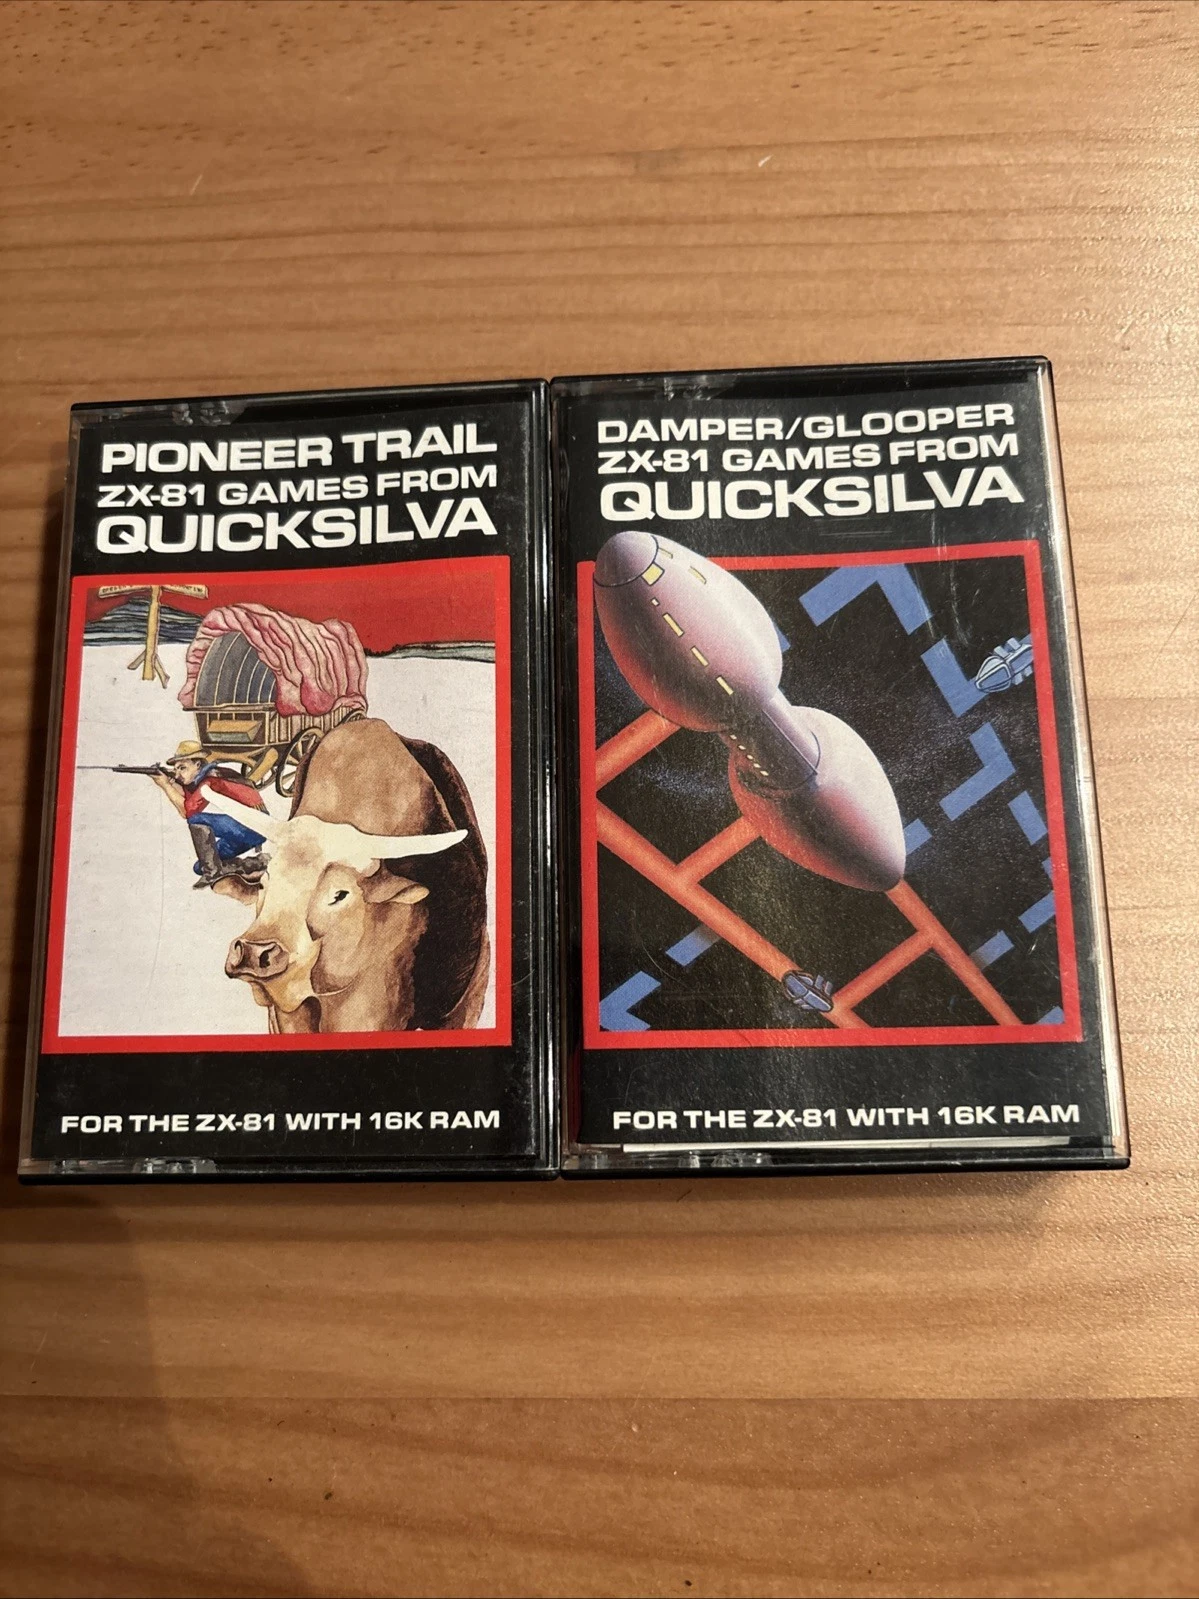 PIONEER TRAIL
ZX-81 GAMES FROM
QUICKSILVA
FOR THE ZX-81 WITH 16K RAM
DAMPER/GLOOPER
ZX-81 GAMES FROM
QUICKSILVA
FOR THE ZX-81 WITH 16K RAM